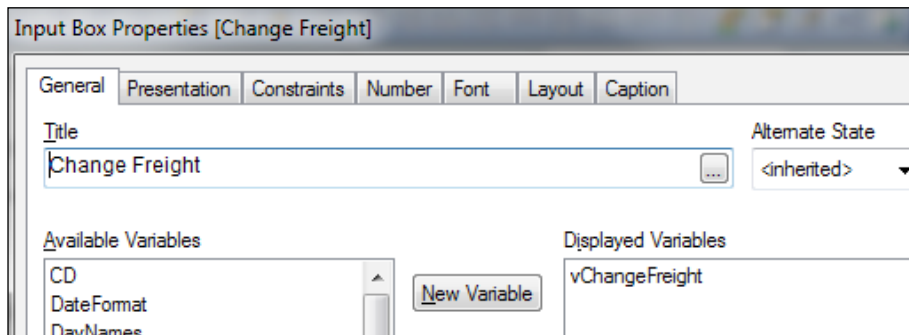 Input Box Properties [Change Freight]
General Presentation Constraints Number Font Layout Caption
Title Alternate State
Change Freight ... <inherited>
Available Variables Displayed Variables
CD vChangeFreight
New Variable
DateFormat
DayNames